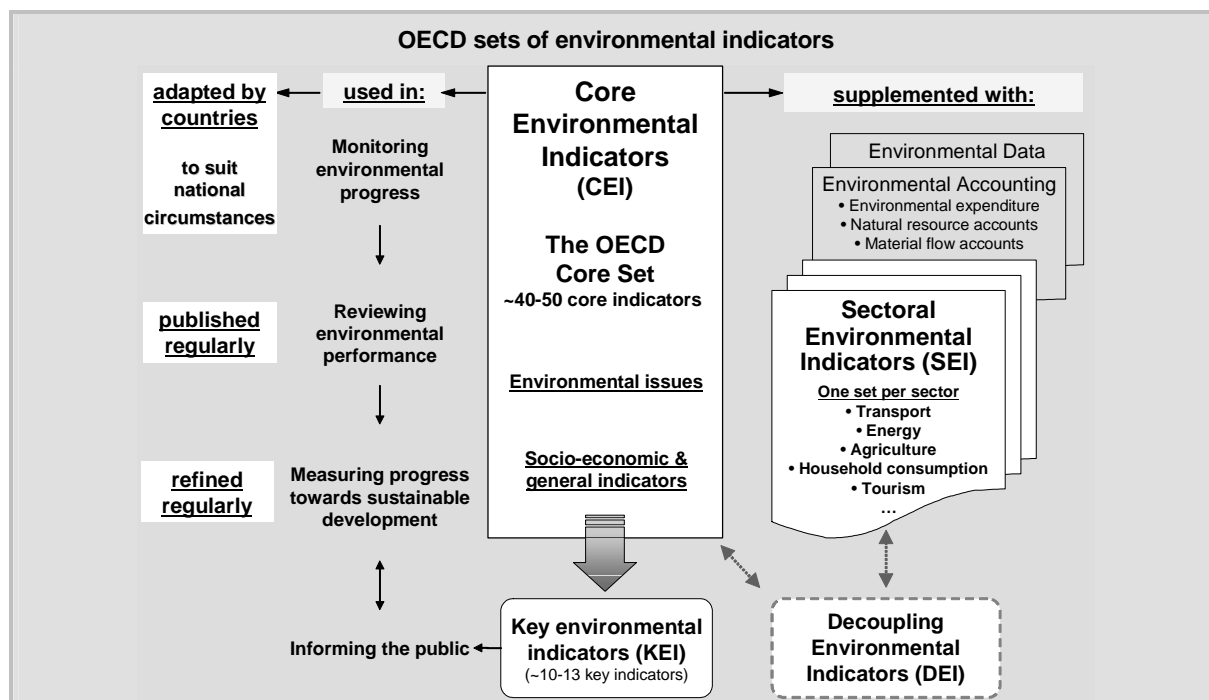 OECD sets of environmental indicators
adapted by
countries
to suit
national
circumstances
published
regularly
refined
regularly
used in:
Monitoring
environmental
progress
Reviewing
environmental
performance
Measuring progress
towards sustainable
development
Informing the public
Core
Environmental
Indicators
(CEI)
The OECD
Core Set
~40-50 core indicators
Environmental issues
Socio-economic &
general indicators
Key environmental
indicators (KEI)
(~10-13 key indicators)
supplemented with:
Environmental Data
Environmental Accounting
• Environmental expenditure
• Natural resource accounts
• Material flow accounts
Sectoral
Environmental
Indicators (SEI)
One set per sector
• Transport
• Energy
• Agriculture
• Household consumption
• Tourism
…
Decoupling
Environmental
Indicators (DEI)